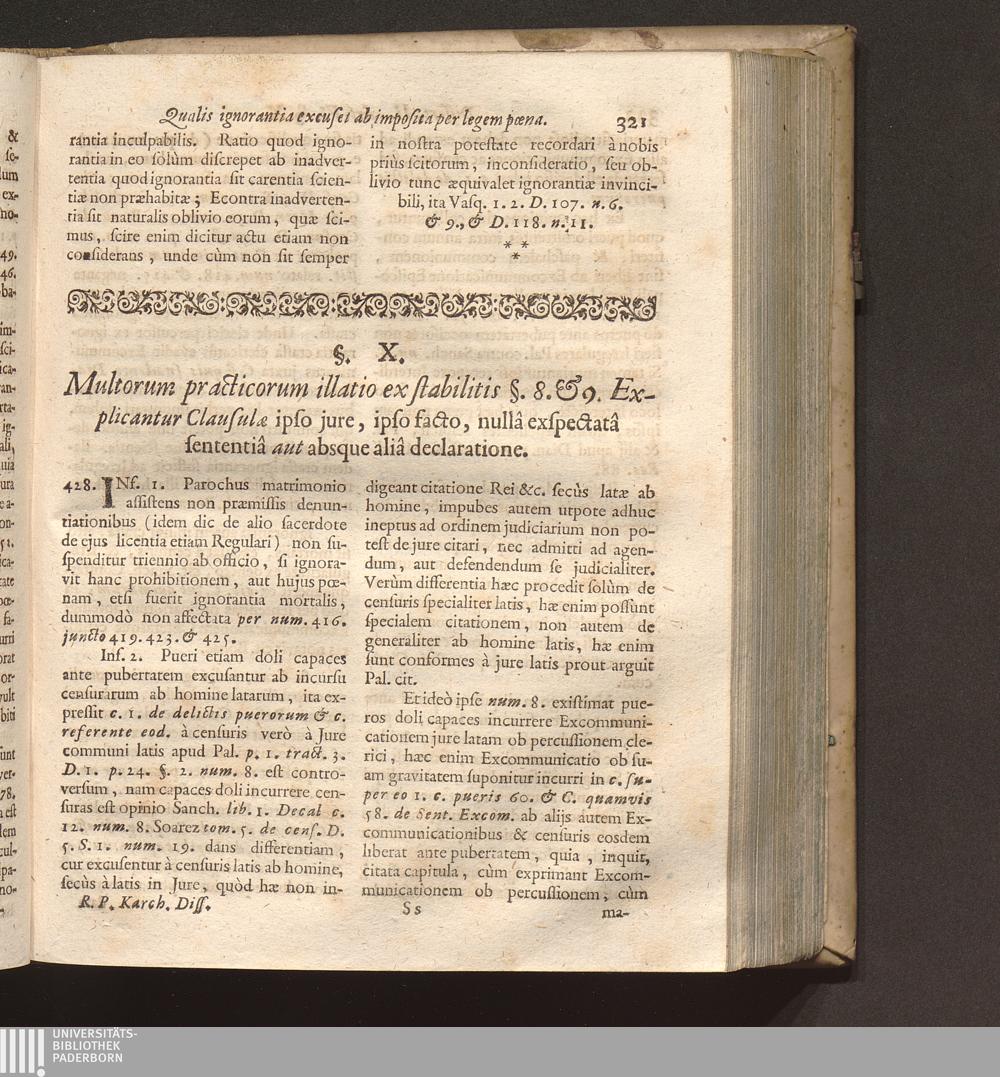 Qualis ignorantia excuset ab imposita per legem pœna. 321
rantia inculpabilis. Ratio quod igno-
rantia in eo solùm discrepet ab inadver-
tentia quod ignorantia sit carentia scien-
tiæ non præhabitæ; Econtra inadverten-
tia sit naturalis oblivio eorum, quæ sci-
mus, scire enim dicitur actu etiam non
considerans, unde cùm non sit semper
in nostra potestate recordari à nobis
priùs scitorum, inconsideratio, seu ob-
livio tunc æquivalet ignorantiæ invinci-
bili, ita Vasq. 1. 2. D. 107. n. 6.
& 9., & D. 118. n. 11.
* *
*
§. X.
Multorum practicorum illatio ex stabilitis §. 8. & 9. Ex-
plicantur Clausulæ ipso jure, ipso facto, nullâ exspectatâ
sententiâ aut absque aliâ declaratione.
428. INf. 1. Parochus matrimonio
assistens non præmissis denun-
tiationibus (idem dic de alio sacerdote
de ejus licentia etiam Regulari) non su-
spenditur triennio ab officio, si ignora-
vit hanc prohibitionem, aut hujus pœ-
nam, etsi fuerit ignorantia mortalis,
dummodò non affectata per num. 416.
juncto 419. 423. & 425.
Inf. 2. Pueri etiam doli capaces
ante pubertatem excusantur ab incursu
censurarum ab homine latarum, ita ex-
pressit c. 1. de delictis puerorum & c.
referente eod. à censuris verò à Jure
communi latis apud Pal. p. 1. tract. 3.
D. 1. p. 24. §. 2. num. 8. est contro-
versum, nam capaces doli incurrere cen-
suras est opinio Sanch. lib. 1. Decal c.
12. num. 8. Soarez tom. 5. de cens. D.
5. S. 1. num. 19. dans differentiam,
cur excusentur à censuris latis ab homine,
secùs à latis in Jure, quòd hæ non in-
R. P. Karch. Diss.
digeant citatione Rei &c. secùs latæ ab
homine, impubes autem utpote adhuc
ineptus ad ordinem judiciarium non po-
test de jure citari, nec admitti ad agen-
dum, aut defendendum se judicialiter.
Verùm differentia hæc procedit solùm de
censuris specialiter latis, hæ enim possunt
specialem citationem, non autem de
generaliter ab homine latis, hæ enim
sunt conformes à jure latis prout arguit
Pal. cit.
Et ideò ipse num. 8. existimat pue-
ros doli capaces incurrere Excommuni-
cationem jure latam ob percussionem cle-
rici, hæc enim Excommunicatio ob su-
am gravitatem suponitur incurri in c. su-
per eo 1. c. pueris 60. & C. quamvis
58. de Sent. Excom. ab alijs autem Ex-
communicationibus & censuris eosdem
liberat ante pubertatem, quia, inquit,
citata capitula, cùm exprimant Excom-
municationem ob percussionem, cùm
Ss
ma-
UNIVERSITÄTS-
BIBLIOTHEK
PADERBORN